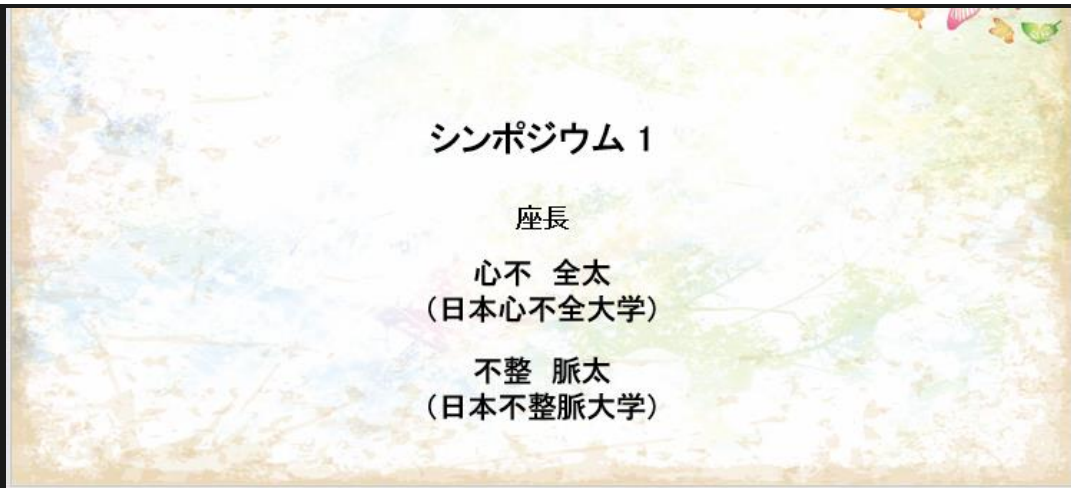 シンポジウム 1
座長
心不　全太
（日本心不全大学）
不整　脈太
（日本不整脈大学）